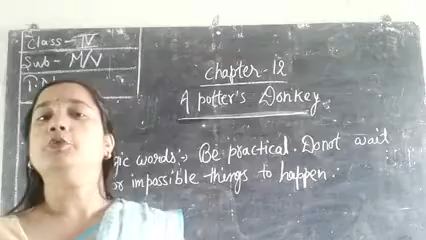 Class - IV
Sub - M/V
chapter-12
A potter's Donkey.
words :- Be practical. Donot wait
impossible things to happen.